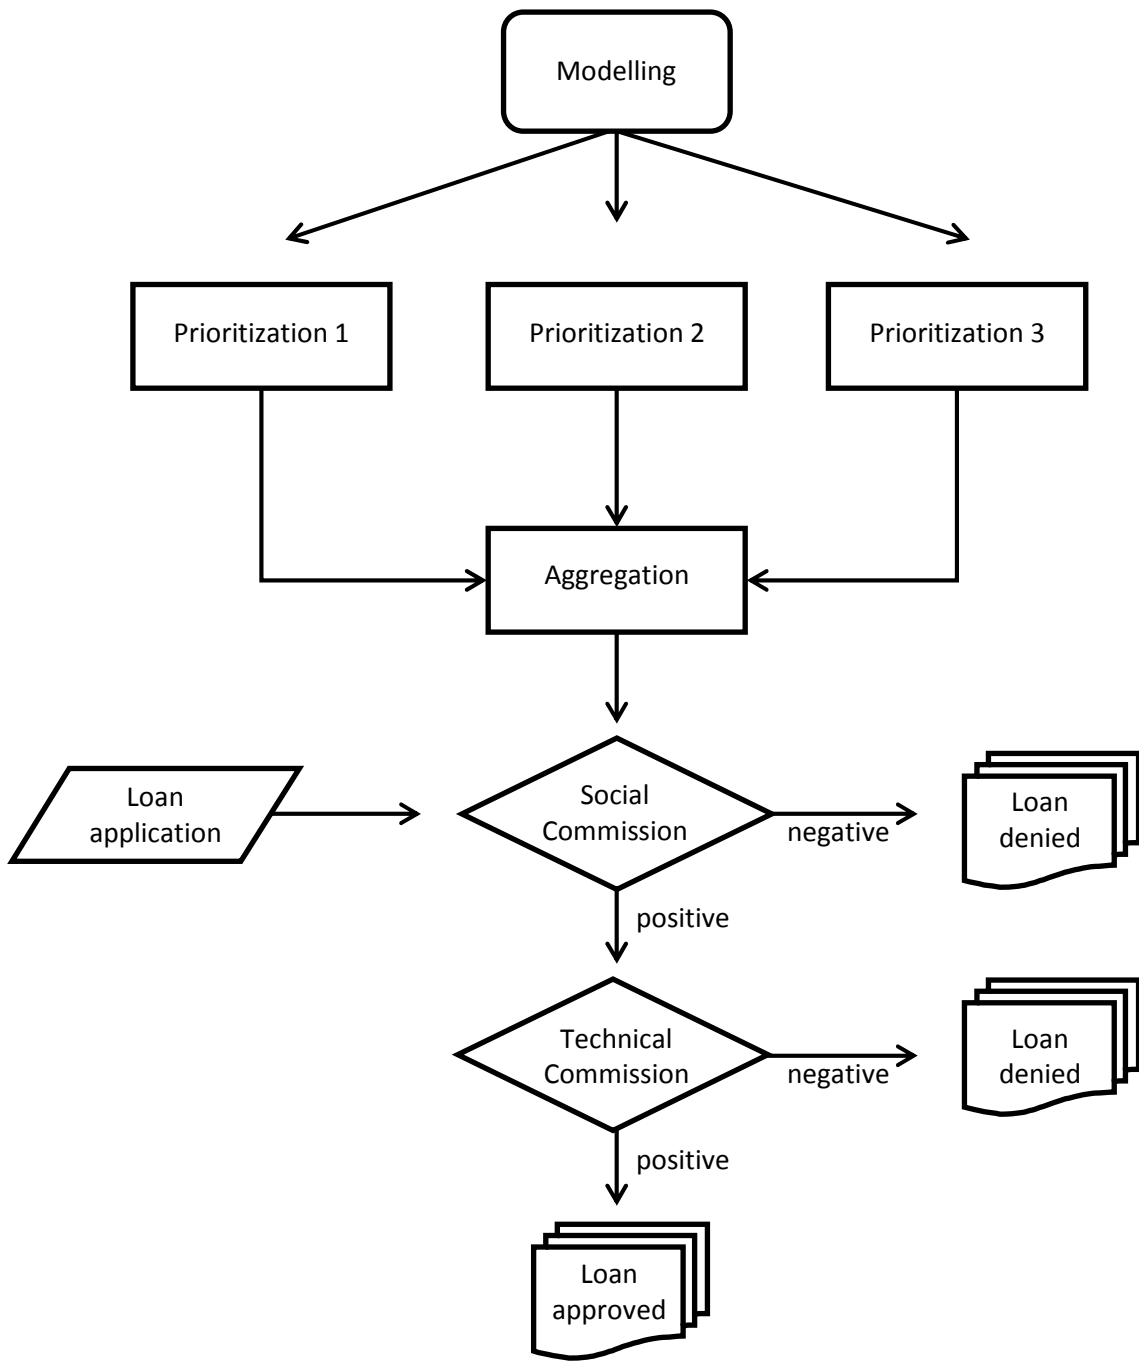 Modelling
Prioritization 1
Prioritization 2
Prioritization 3
Aggregation
Loan
application
Social
Commission
negative
Loan
denied
positive
Technical
Commission
negative
Loan
denied
positive
Loan
approved